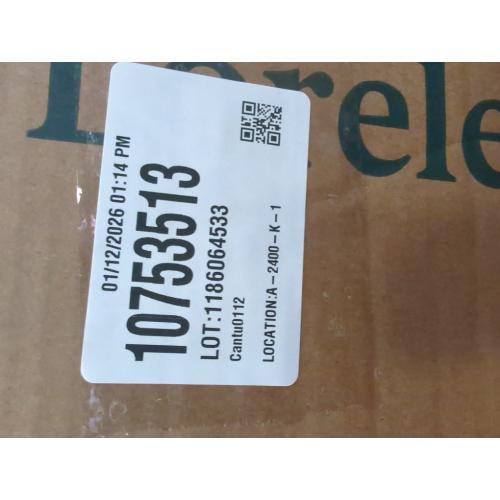 01/12/2026 01:14 PM
10753513
LOT:1186064533
Cantu0112
LOCATION:A-2400-K-1